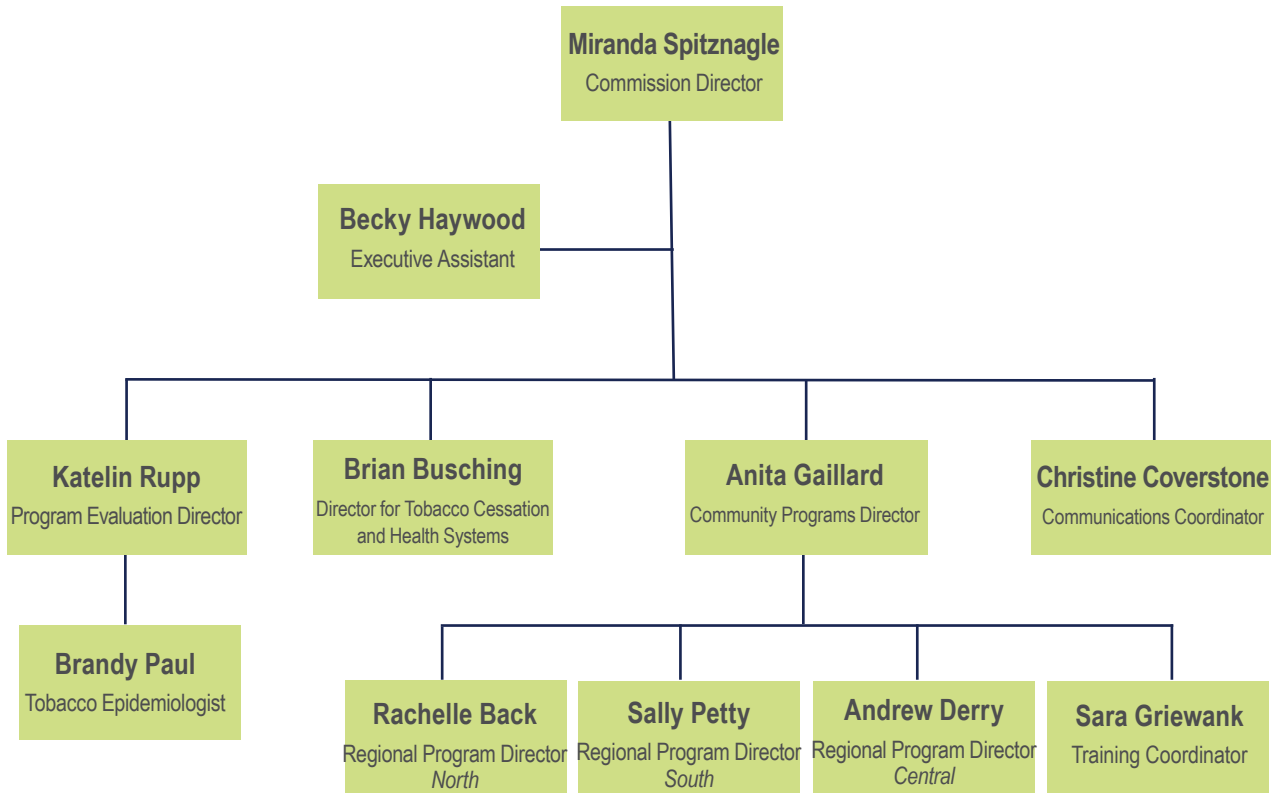 Miranda Spitznagle
Commission Director
Becky Haywood
Executive Assistant
Katelin Rupp
Program Evaluation Director
Brian Busching
Director for Tobacco Cessation
and Health Systems
Anita Gaillard
Community Programs Director
Christine Coverstone
Communications Coordinator
Brandy Paul
Tobacco Epidemiologist
Rachelle Back
Regional Program Director
North
Sally Petty
Regional Program Director
South
Andrew Derry
Regional Program Director
Central
Sara Griewank
Training Coordinator